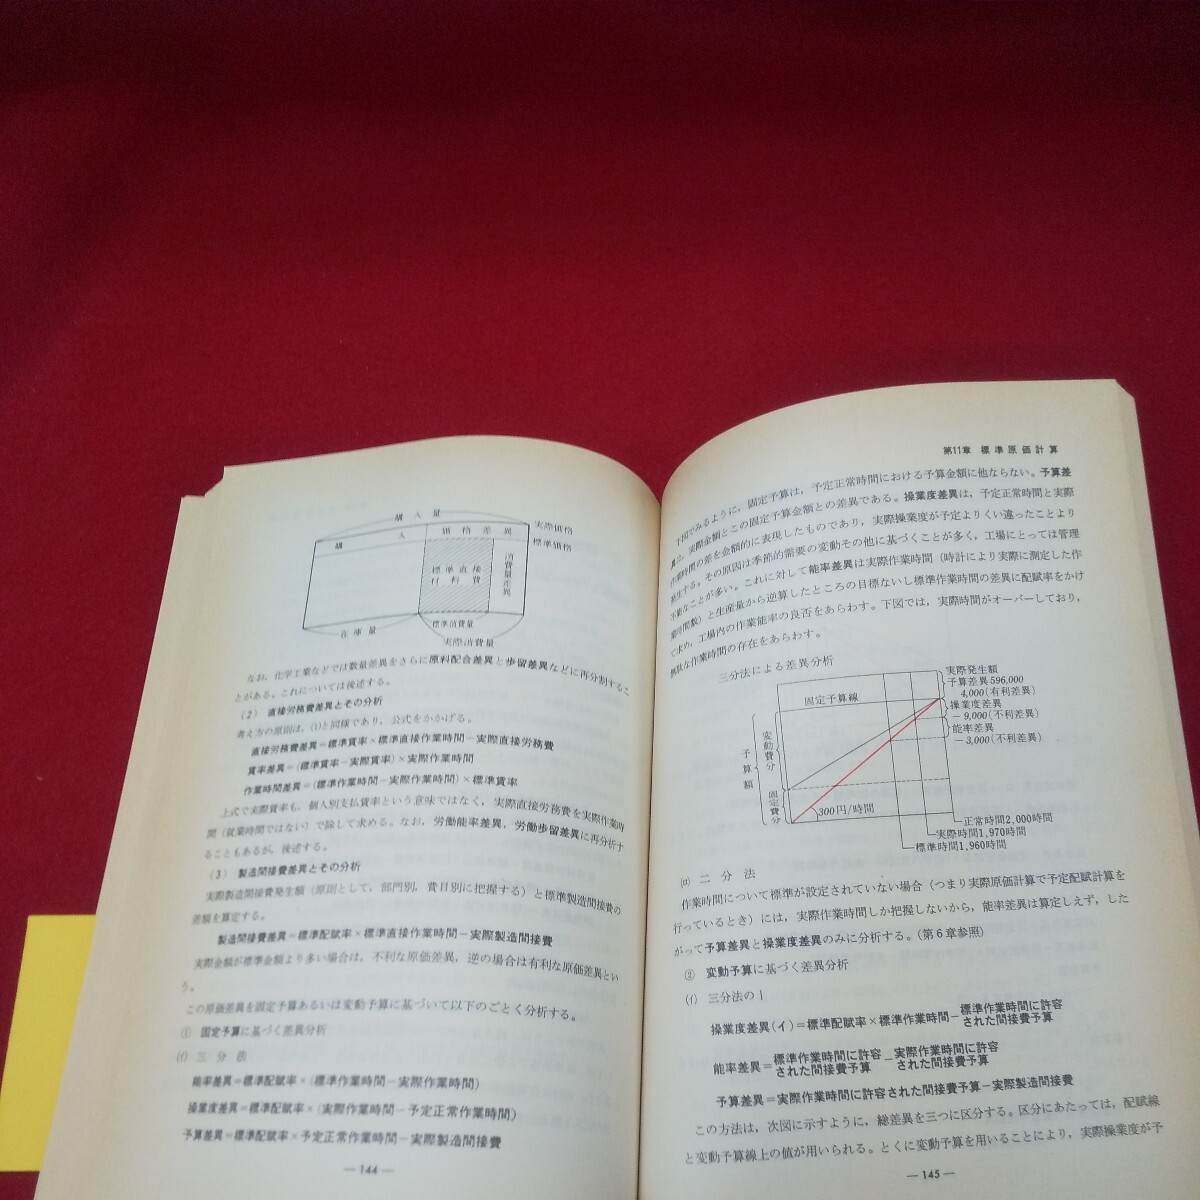 購入量
購入
価格差異
実際価格
標準価格
標準直接
材料費
消費量差異
標準消費量
在庫量
実際消費量
なお、化学工業などでは数量差異をさらに原料配合差異と歩留差異などに再分割するこ
とがある。これについては後述する。
(2) 直接労務費差異とその分析
考え方の原則は、(1)と同様であり、公式をかかげる。
直接労務費差異=標準賃率×標準直接作業時間-実際直接労務費
賃率差異=(標準賃率-実際賃率)×実際作業時間
作業時間差異=(標準作業時間-実際作業時間)×標準賃率
上式で実際賃率も、個人別支払賃率という意味ではなく、実際直接労務費を実際作業時
間(就業時間ではない)で除して求める。なお、労働能率差異、労働歩留差異に再分析す
ることもあるが、後述する。
(3) 製造間接費差異とその分析
実際製造間接費発生額(原則として、部門別、費目別に把握する)と標準製造間接費の
差額を算定する。
製造間接費差異=標準配賦率×標準直接作業時間-実際製造間接費
実際金額が標準金額より多い場合は、不利な原価差異、逆の場合は有利な原価差異とい
う。
この原価差異を固定予算あるいは変動予算に基づいて以下のごとく分析する。
① 固定予算に基づく差異分析
(イ) 三分法
能率差異=標準配賦率×(標準作業時間-実際作業時間)
操業度差異=標準配賦率×(実際作業時間-予定正常作業時間)
予算差異=標準配賦率×予定正常作業時間-実際製造間接費
— 144 —
第11章 標準原価計算
下図でみるように、固定予算は、予定正常時間における予算金額に他ならない。予算差
異は、実際金額とこの固定予算金額との差異である。操業度差異は、予定正常時間と実際
作業時間の差を金額的に表現したものであり、実際操業度が予定よりくい違ったことより
発生する。その原因は季節的需要の変動その他に基づくことが多く、工場にとっては管理
不能なことが多い。これに対して能率差異は実際作業時間(時計により実際に測定した作
業時間数)と生産量から逆算したところの目標ないし標準作業時間の差異に配賦率をかけ
て求め、工場内の作業能率の良否をあらわす。下図では、実際時間がオーバーしており、
無駄な作業時間の存在をあらわす。
三分法による差異分析
固定予算線
予算額
変動費分
固定費分
300円/時間
実際発生額
予算差異 596,000
4,000(有利差異)
操業度差異
-9,000(不利差異)
能率差異
-3,000(不利差異)
正常時間2,000時間
実際時間1,970時間
標準時間1,960時間
(ロ) 二分法
作業時間について標準が設定されていない場合(つまり実際原価計算で予定配賦計算を
行っているとき)には、実際作業時間しか把握しないから、能率差異は算定しえず、した
がって予算差異と操業度差異のみに分析する。(第6章参照)
② 変動予算に基づく差異分析
(イ) 三分法の1
操業度差異(イ)=標準配賦率×標準作業時間-標準作業時間に許容された間接費予算
能率差異=標準作業時間に許容された間接費予算-実際作業時間に許容された間接費予算
予算差異=実際作業時間に許容された間接費予算-実際製造間接費
この方法は、次図に示すように、総差異を三つに区分する。区分にあたっては、配賦線
と変動予算線上の値が用いられる。とくに変動予算を用いることにより、実際操業度が予
— 145 —